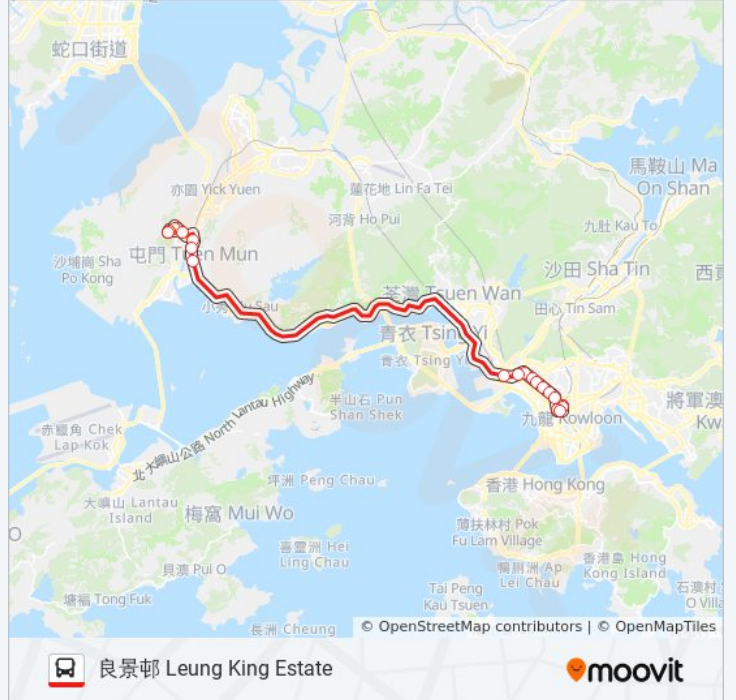 蛇口街道
馬鞍山 Ma
On Shan
亦園 Yick Yuen
蓮花地 Lin Fa Tei
河背 Ho Pui
九肚 Kau To
屯門 Tuen Mun
沙埔崗 Sha
Po Kong
沙田 Sha Tin
西貢
荃灣 Tsuen Wan
小秀 Siu Sau
田心 Tin Sam
青衣 Tsing Yi
青衣 Tsing Yi
半山石 Pun
Shan Shek
將軍澳
Kw
九龍 Kowloon
赤鱲角 Chek
Lap Kok
北大嶼山公路 North Lantau Highway
坪洲 Peng Chau
香港 Hong Kong
大嶼山 Lantau
Island
梅窩 Mui Wo
O
薄扶林村 Pok
Fu Lam Village
喜靈洲 Hei
Ling Chau
香港島 Hong
Kong Island
鴨脷洲 Ap
Lei Chau
貝澳 Pui O
Tai Peng
Kau Tsuen
石澳村
O Villa
塘福 Tong Fuk
長洲 Cheung
© OpenStreetMap contributors | © OpenMapTiles
良景邨 Leung King Estate
moovit